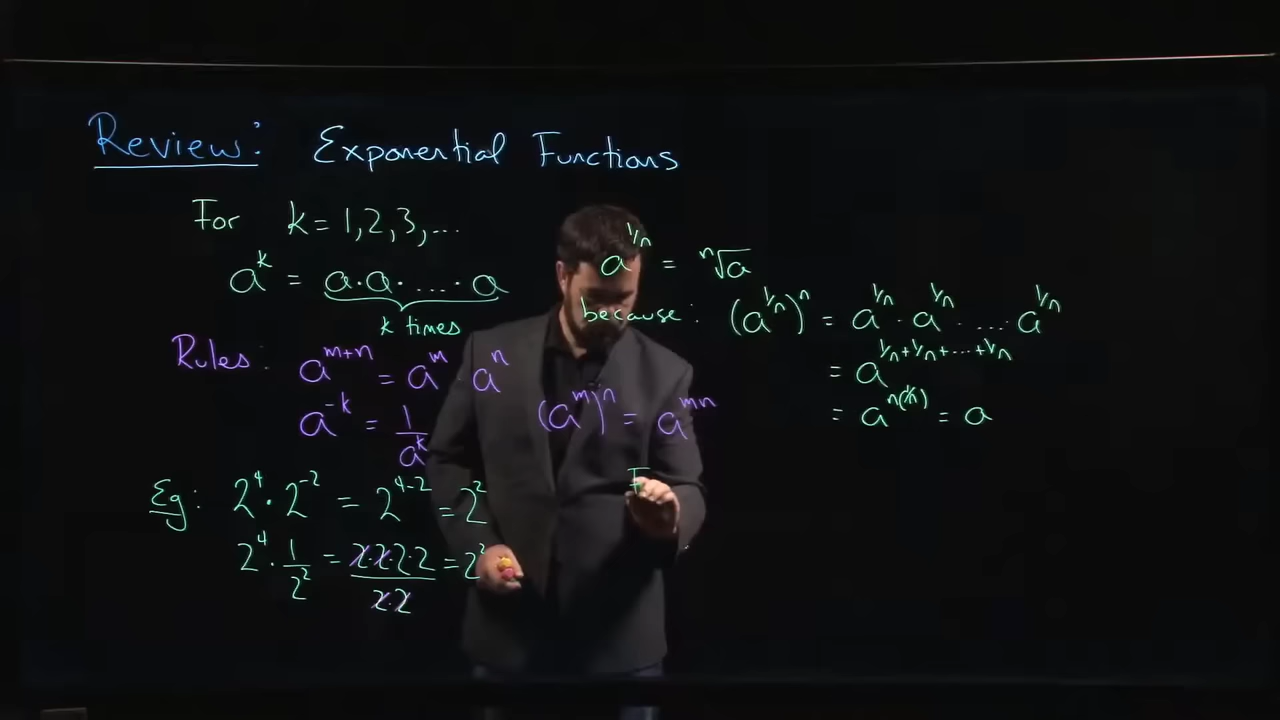 Review: Exponential Functions
For k = 1,2,3,...
a^k = a·a·....·a
k times
Rules: a^(m+n) = a^m · a^n
a^(-k) = 1/a^k
(a^m)^n = a^(mn)
Eg: 2^4 · 2^(-2) = 2^(4-2) = 2^2
2^4 · 1/2^2 = 2·2·2·2/2·2 = 2^2
a^(1/n) = ⁿ√a
because: (a^(1/n))^n = a^(1/n) · a^(1/n) · .... a^(1/n)
= a^(1/n+1/n+...+1/n)
= a^(n(1/n)) = a
F